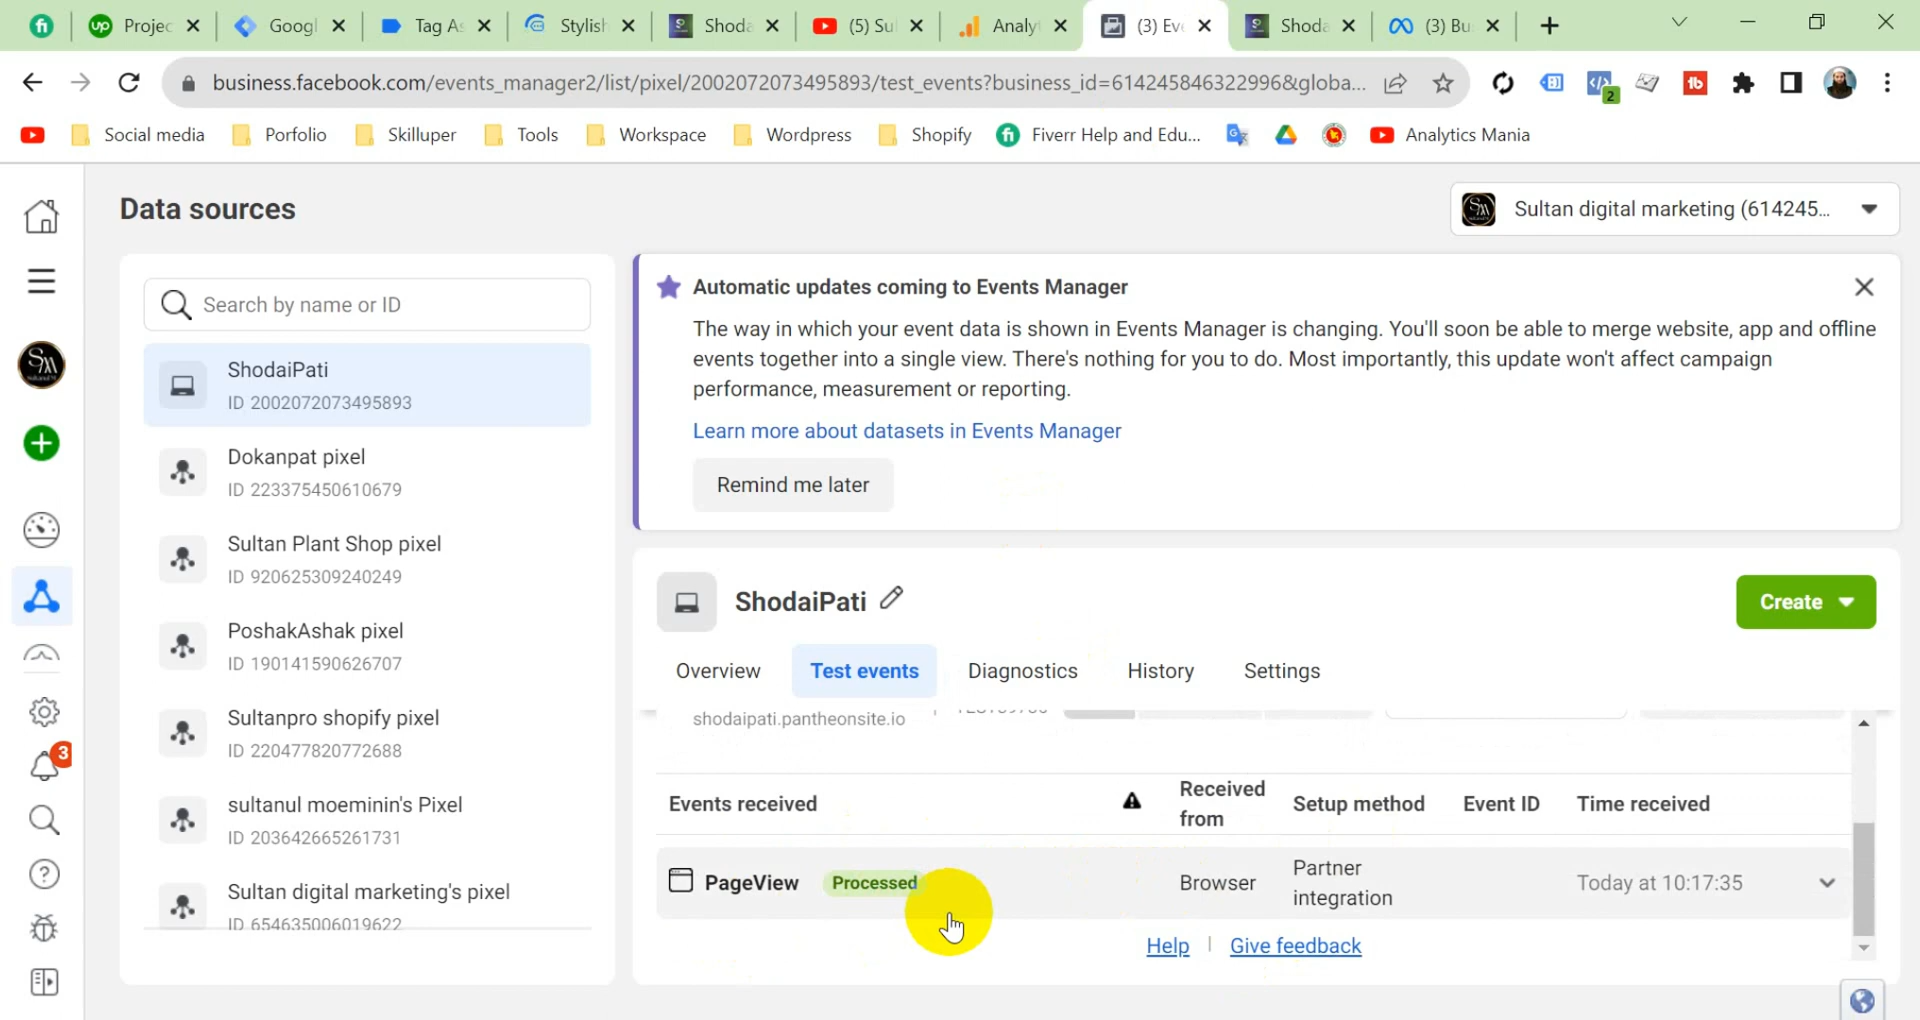 Projec
Googl
Tag As
Stylish
Shoda
(5) Sul
Analyt
(3) Eve
Shoda
(3) Bu
business.facebook.com/events_manager2/list/pixel/2002072073495893/test_events?business_id=614245846322996&globa...
2
Social media
Porfolio
Skilluper
Tools
Workspace
Wordpress
Shopify
Fiverr Help and Edu...
Analytics Mania
Data sources
Sultan digital marketing (614245...
Search by name or ID
ShodaiPati
ID 2002072073495893
Dokanpat pixel
ID 223375450610679
Sultan Plant Shop pixel
ID 920625309240249
PoshakAshak pixel
ID 190141590626707
Sultanpro shopify pixel
ID 220477820772688
sultanul moeminin's Pixel
ID 203642665261731
Sultan digital marketing's pixel
ID 654635006019622
3
Automatic updates coming to Events Manager
The way in which your event data is shown in Events Manager is changing. You'll soon be able to merge website, app and offline
events together into a single view. There's nothing for you to do. Most importantly, this update won't affect campaign
performance, measurement or reporting.
Learn more about datasets in Events Manager
Remind me later
ShodaiPati
Create
Overview
Test events
Diagnostics
History
Settings
shodaipati.pantheonsite.io
Events received
Received
from
Setup method
Event ID
Time received
PageView
Processed
Browser
Partner
integration
Today at 10:17:35
Help
Give feedback